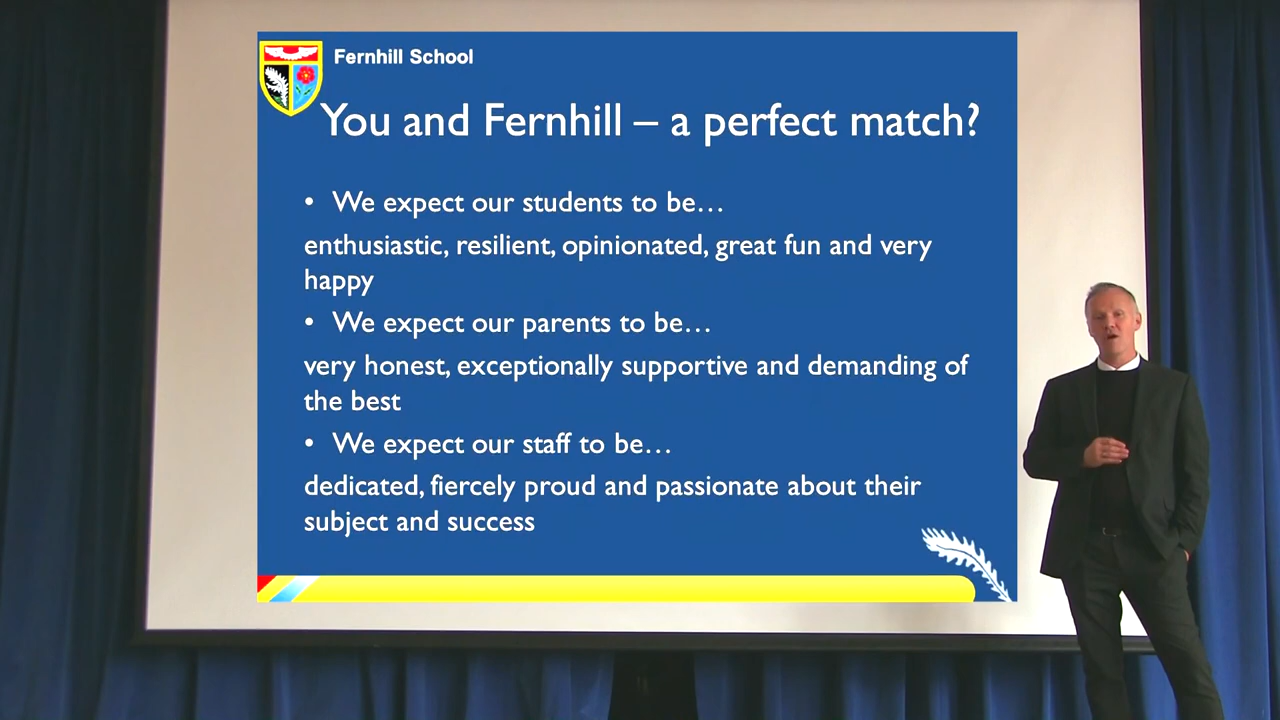 Fernhill School
You and Fernhill – a perfect match?
• We expect our students to be…
enthusiastic, resilient, opinionated, great fun and very
happy
• We expect our parents to be…
very honest, exceptionally supportive and demanding of
the best
• We expect our staff to be…
dedicated, fiercely proud and passionate about their
subject and success